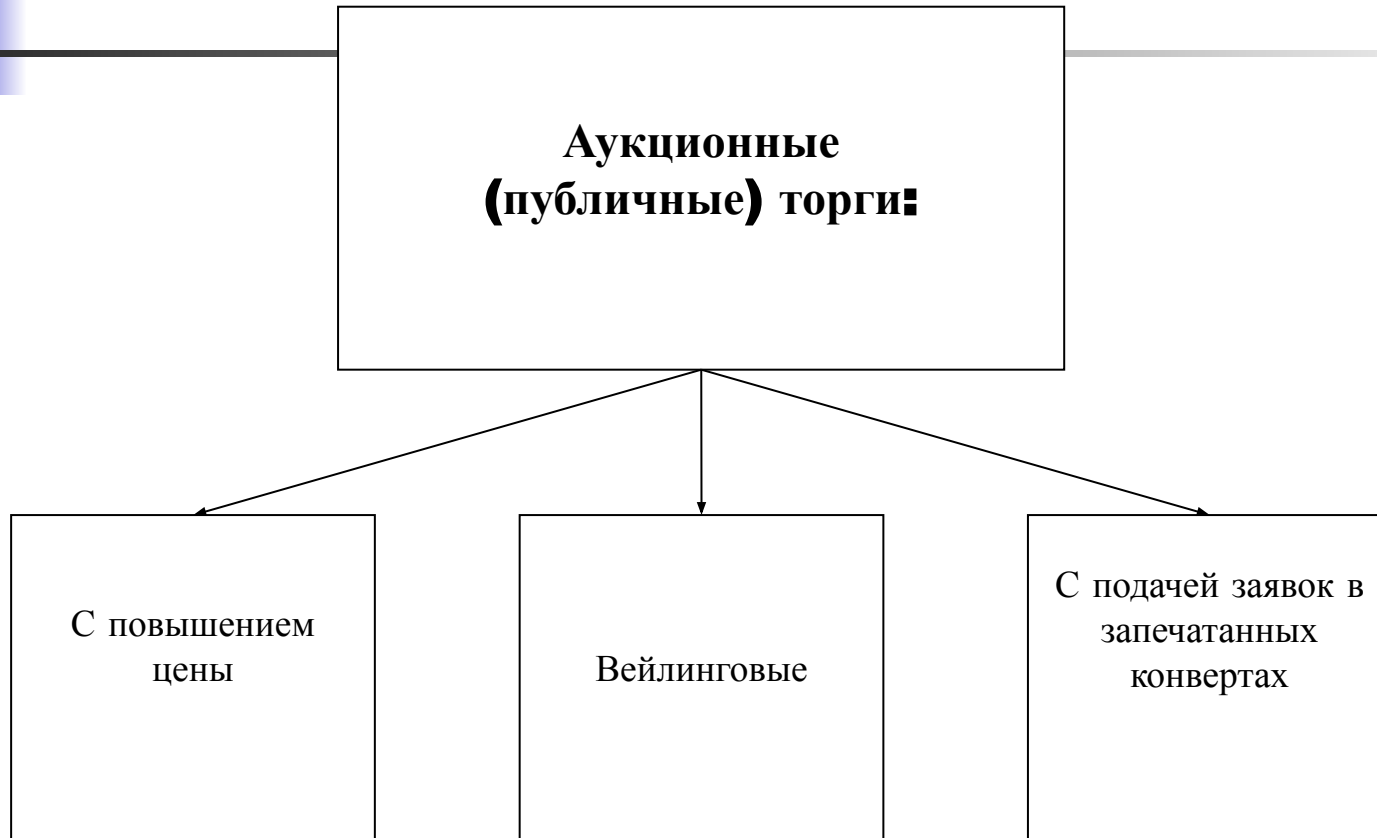 Аукционные
(публичные) торги:
С повышением
цены
Вейлинговые
С подачей заявок в
запечатанных
конвертах